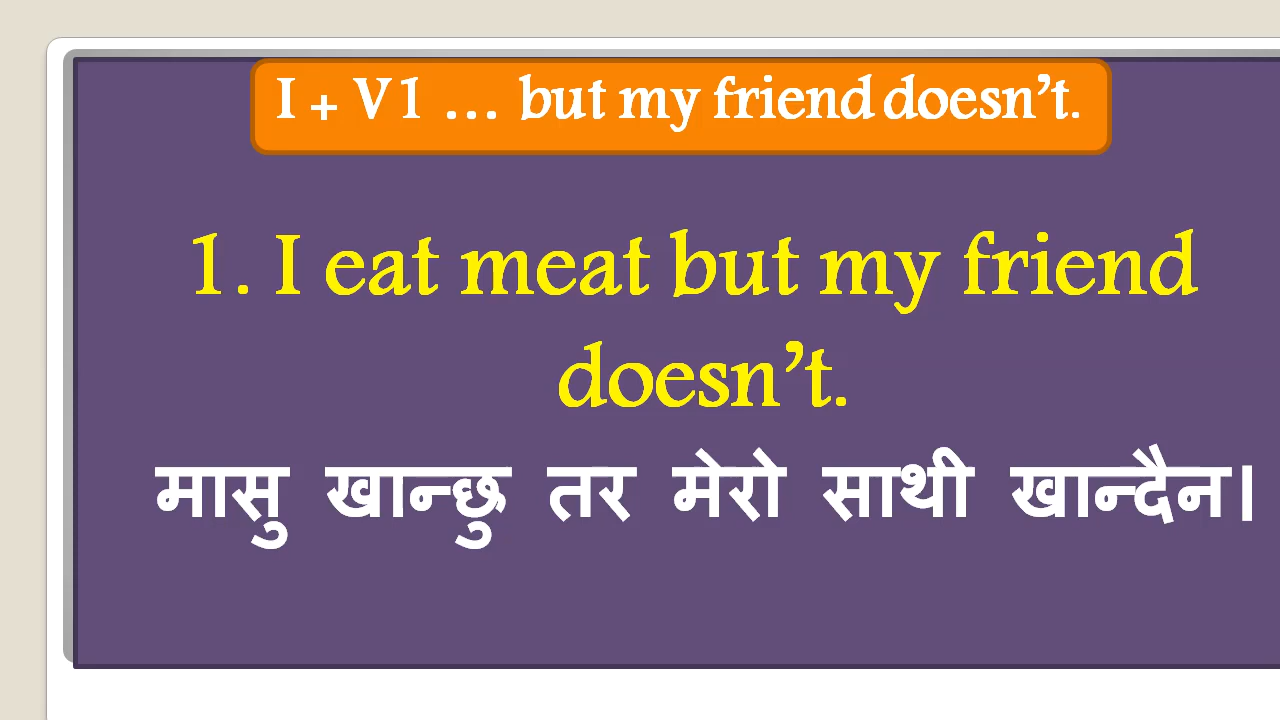 I + V1 ... but my friend doesn't.
1. I eat meat but my friend
doesn't.
मासु खान्छु तर मेरो साथी खान्दैन।